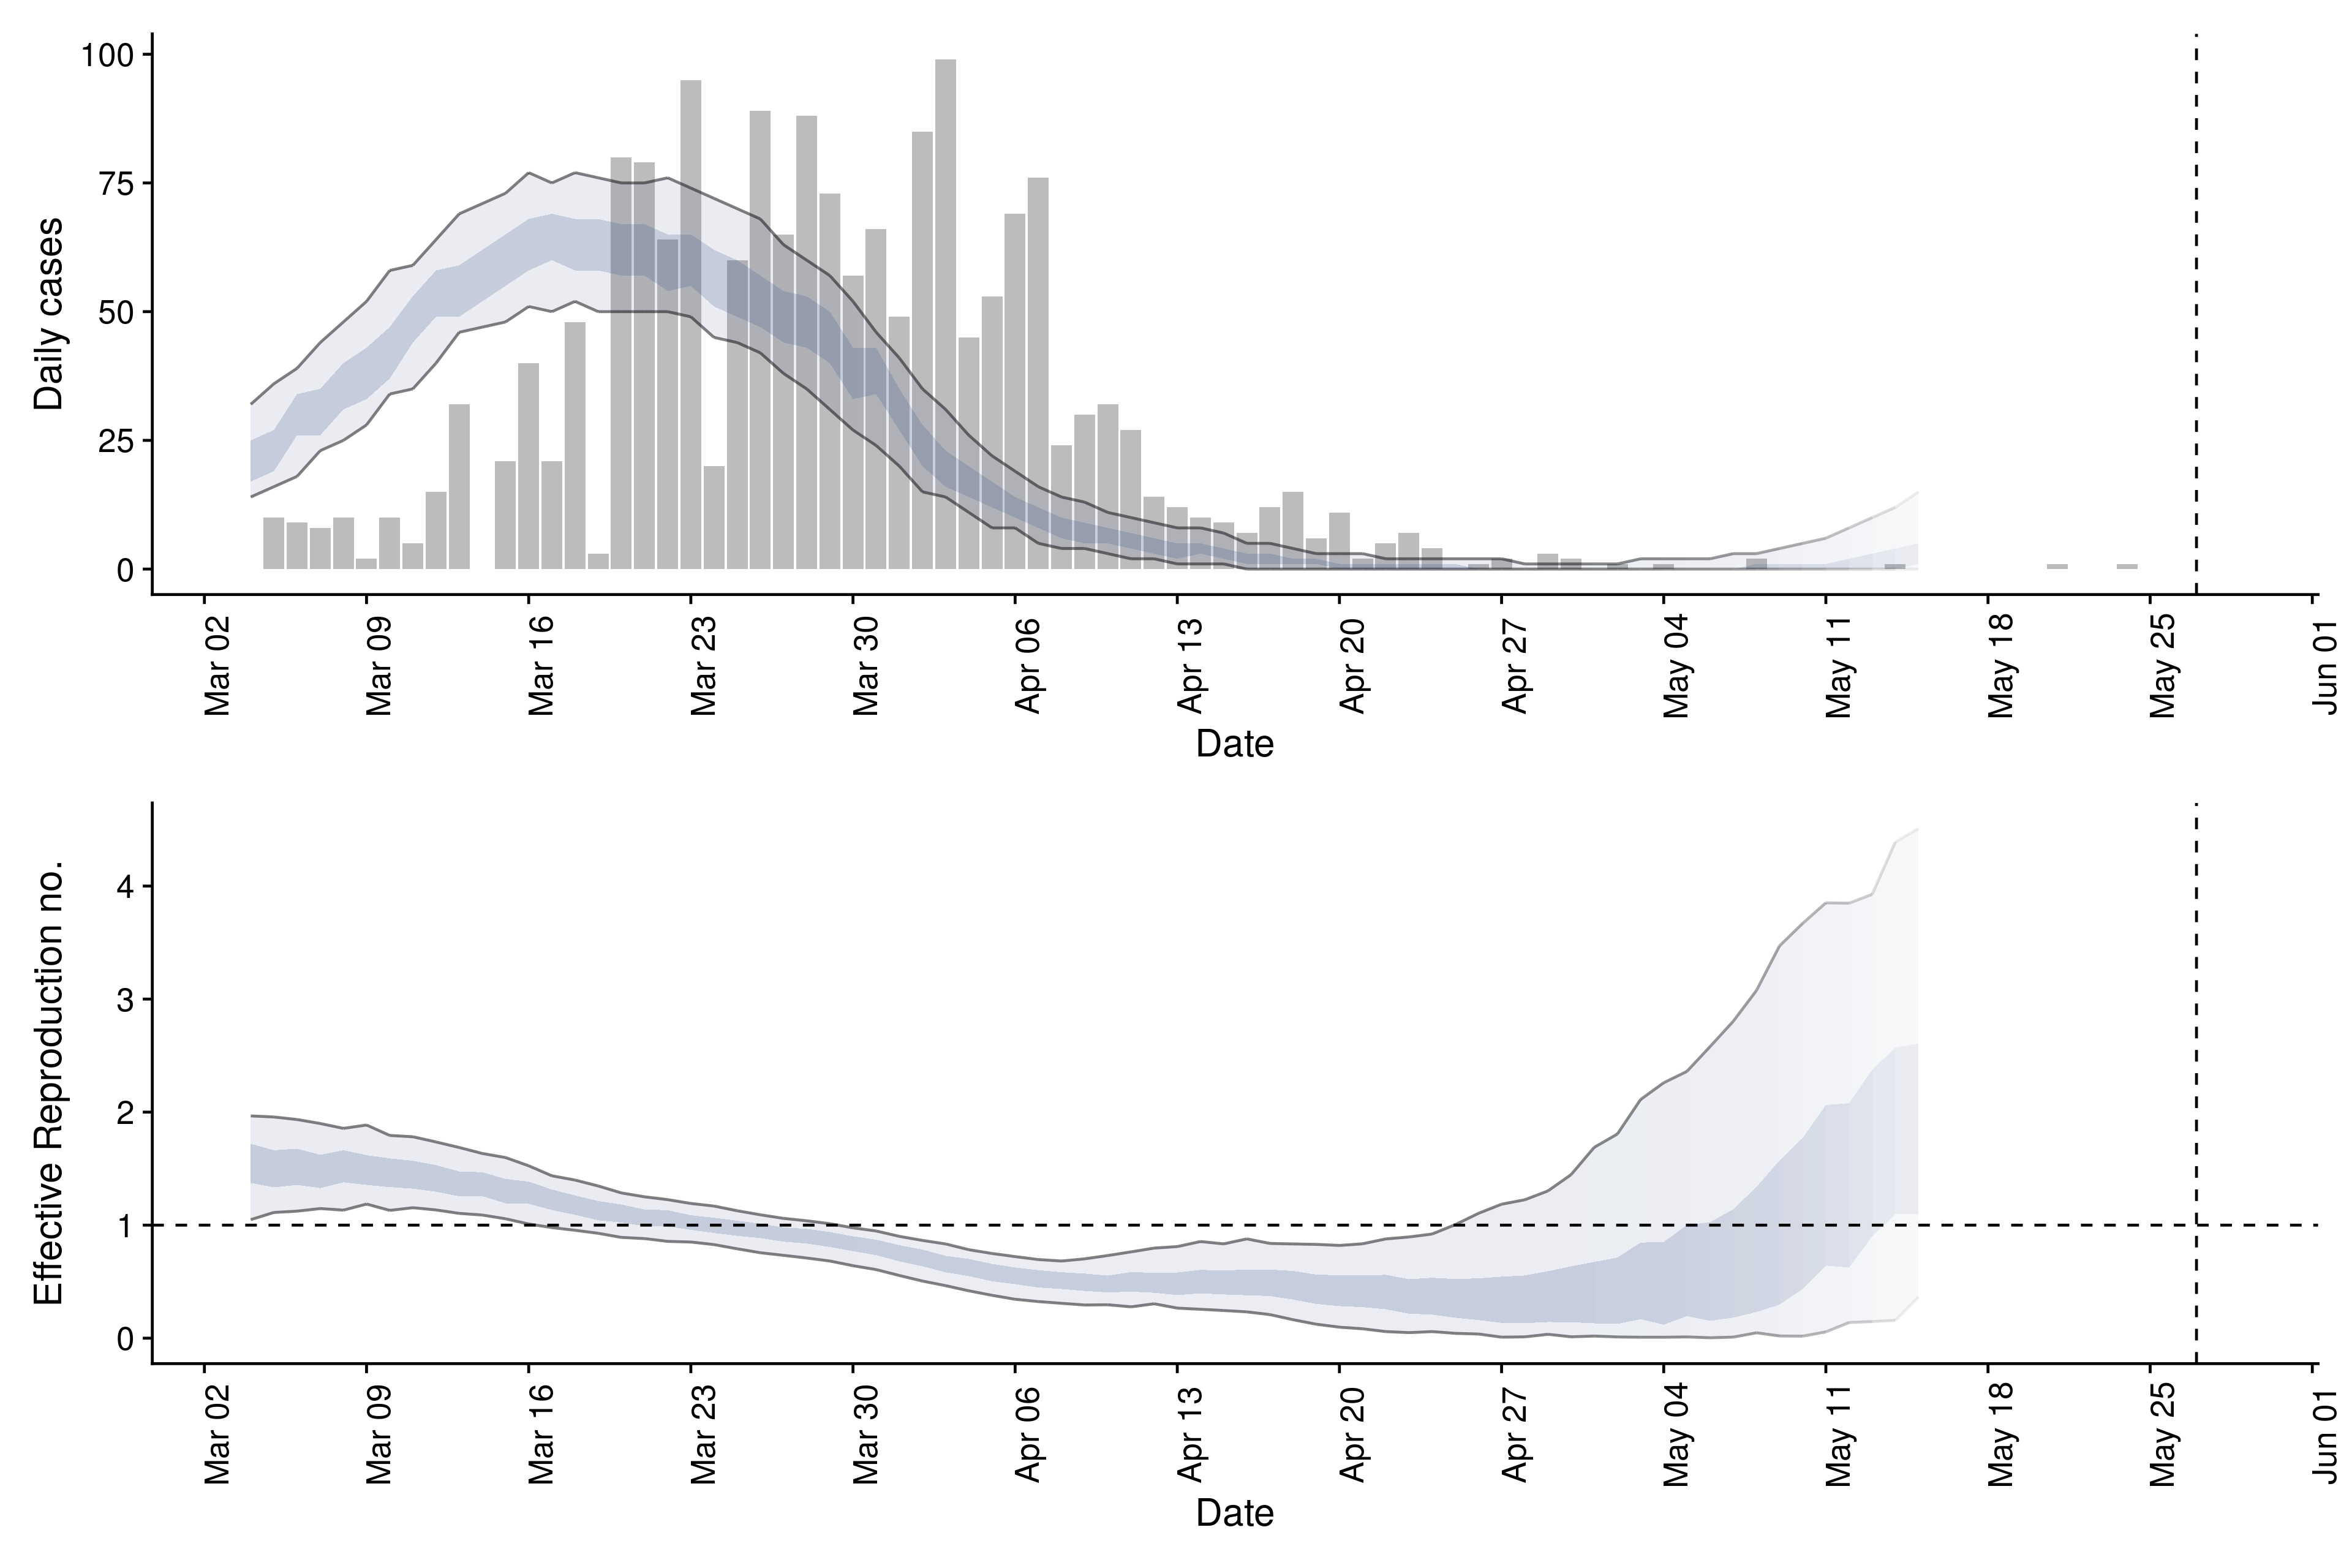 Daily cases
100
75
50
25
0
Mar 02
Mar 09
Mar 16
Mar 23
Mar 30
Apr 06
Apr 13
Apr 20
Apr 27
May 04
May 11
May 18
May 25
Jun 01
Date
Effective Reproduction no.
4
3
2
1
0
Mar 02
Mar 09
Mar 16
Mar 23
Mar 30
Apr 06
Apr 13
Apr 20
Apr 27
May 04
May 11
May 18
May 25
Jun 01
Date